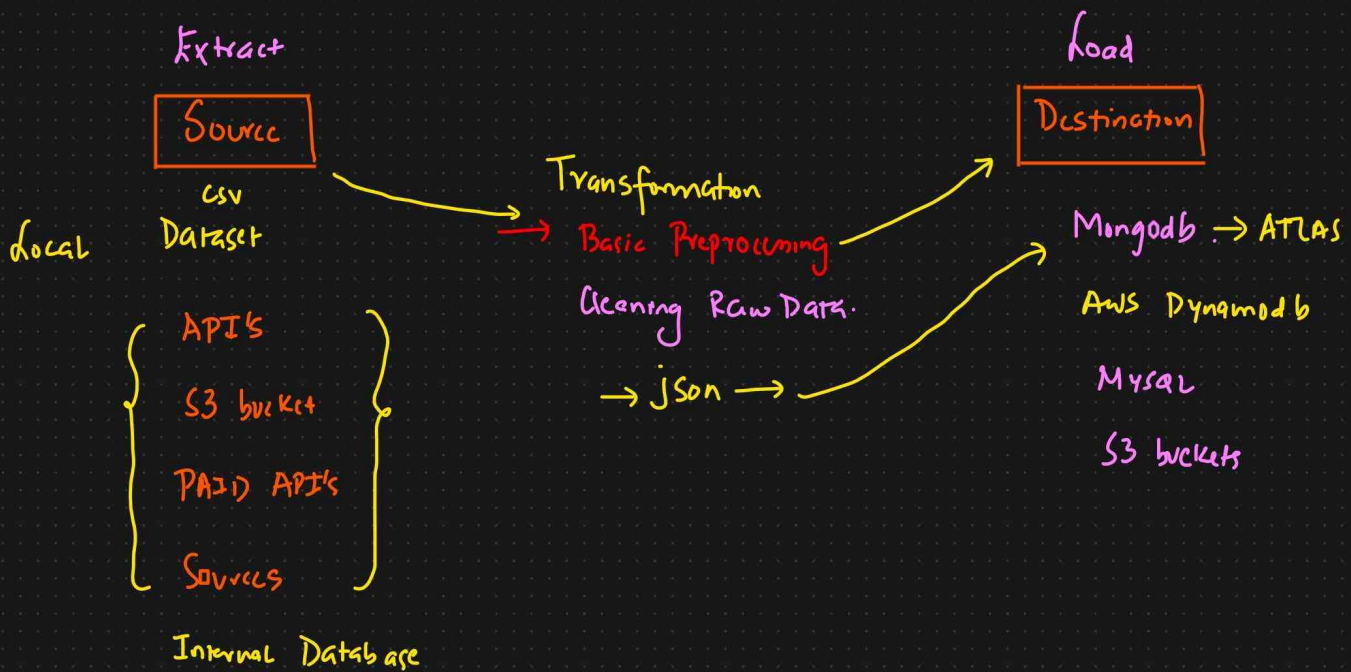 Extract
Source
csv
Local Dataset
API's
S3 bucket
PAID API's
Sources
Internal Database
Transformation
→ Basic Preprocessing
Cleaning Raw Data.
→ json →
Load
Destination
Mongodb. → ATLAS
AWS Dynamodb
Mysql
S3 buckets